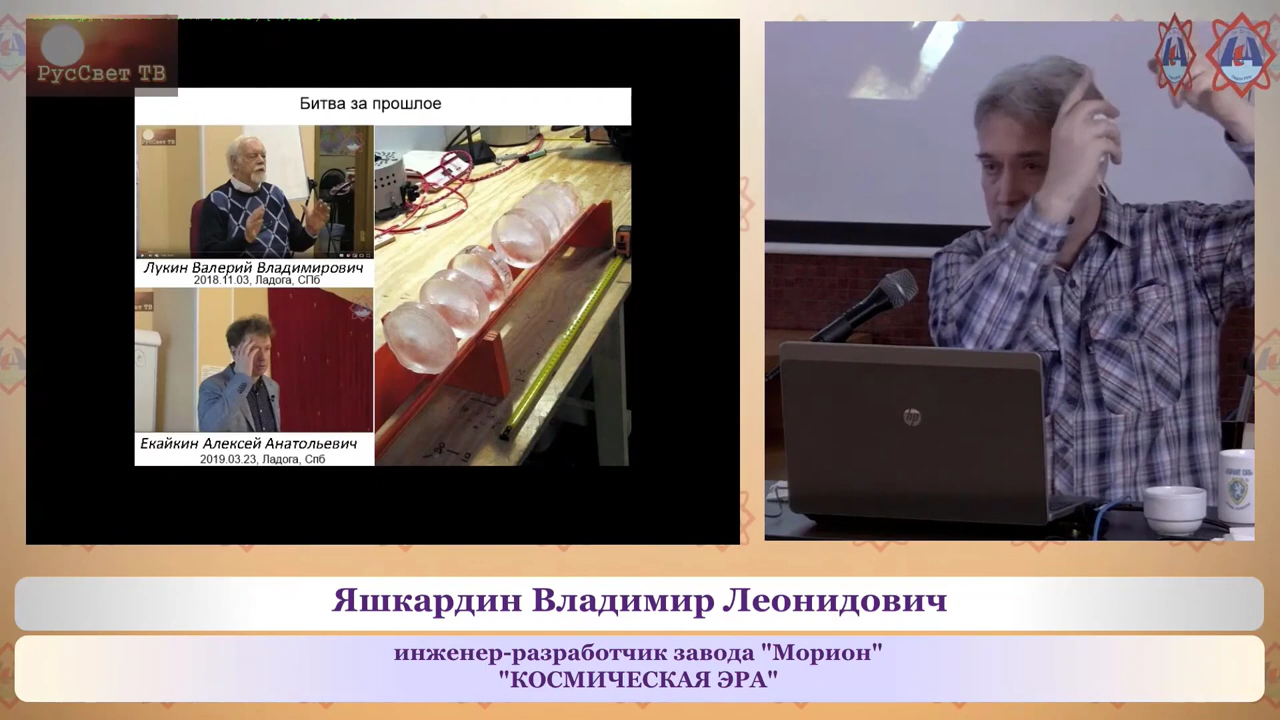 РусСвет ТВ
Битва за прошлое
Лукин Валерий Владимирович
2018.11.03, Ладога, СПб
Екайкин Алексей Анатольевич
2019.03.23, Ладога, Спб
hp
Яшкардин Владимир Леонидович
инженер-разработчик завода "Морион"
"КОСМИЧЕСКАЯ ЭРА"